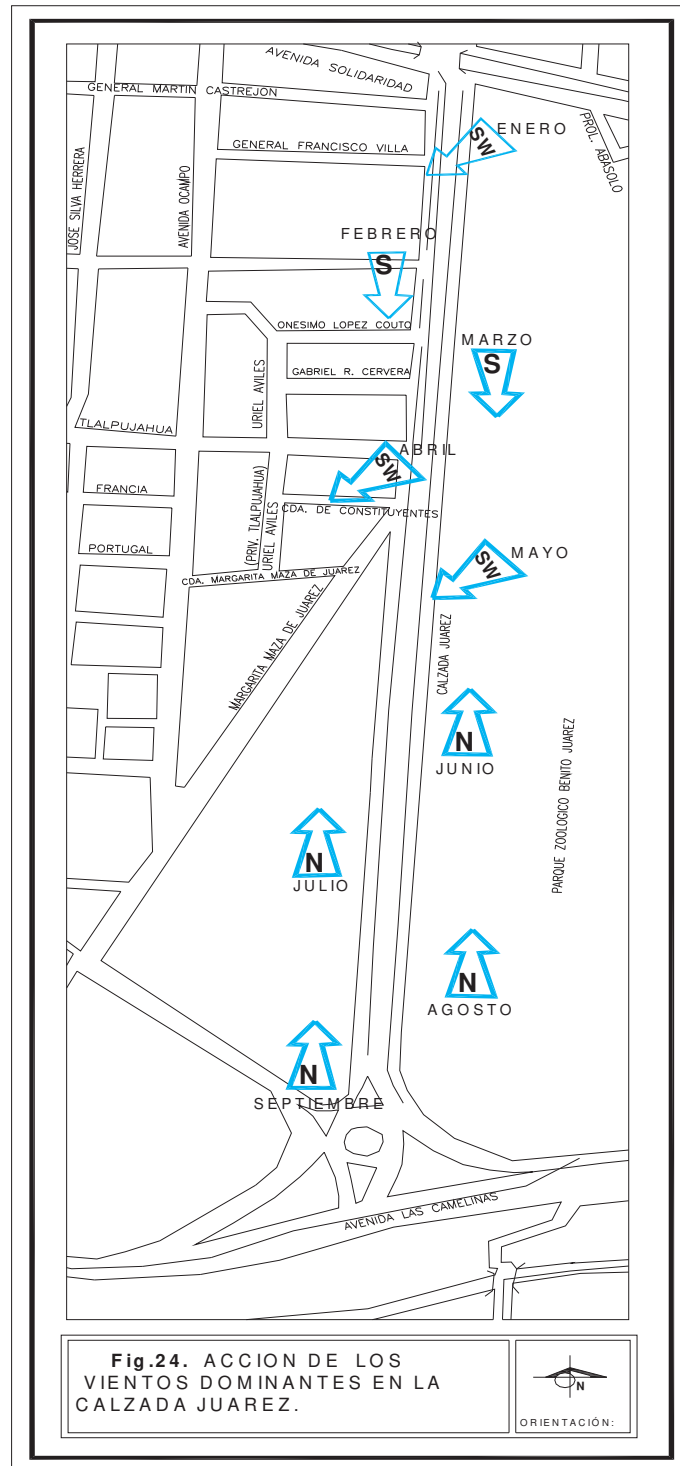 AVENIDA SOLIDARIDAD
GENERAL MARTIN CASTREJON
ENERO
SW
PROL. ABASOLO
GENERAL FRANCISCO VILLA
JOSE SILVA HERRERA
AVENIDA OCAMPO
FEBRERO
S
ONESIMO LOPEZ COUTO
MARZO
S
GABRIEL R. CERVERA
URIEL AVILES
TLALPUJAHUA
ABRIL
SW
FRANCIA
CDA. DE CONSTITUYENTES
(PRIV. TLALPUJAHUA)
URIEL AVILES
PORTUGAL
MAYO
SW
CDA. MARGARITA MAZA DE JUAREZ
MARGARITA MAZA DE JUAREZ
CALZADA JUAREZ
N
JUNIO
PARQUE ZOOLOGICO BENITO JUAREZ
N
JULIO
N
AGOSTO
N
SEPTIEMBRE
AVENIDA LAS CAMELINAS
Fig.24. ACCION DE LOS
VIENTOS DOMINANTES EN LA
CALZADA JUAREZ.
N
ORIENTACIÓN: